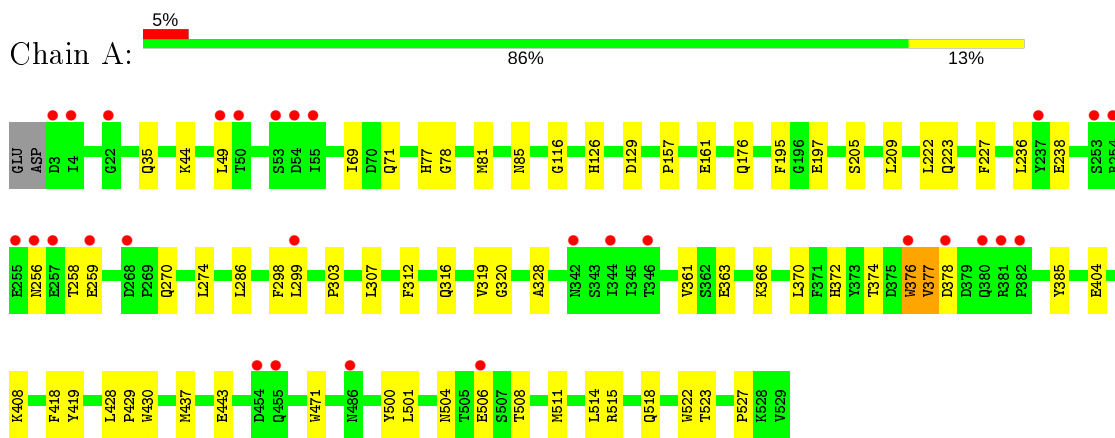 5%
Chain A:
86% 13%
GLU ASP D3 I4 G22 Q35 K44 L49 T50 S53 D54 I55 I69 D70 Q71 H77 G78 M81 N85 G116 H126 D129 P157 E161 Q176 F195 G196 E197 S205 L209 L222 Q223 F227 L236 Y237 E238 S253
E255 N256 E257 T258 E259 D268 P269 Q270 L274 L286 F298 L299 P303 L307 F312 Q316 V319 G320 A328 N342 S343 I344 I345 T346 V361 S362 E363 K366 L370 F371 H372 Y373 T374 D375 W376 V377 D378 D379 Q380 R381 P382 Y385 E404
K408 F418 Y419 L428 P429 W430 M437 E443 D454 Q455 W471 N486 Y500 L501 N504 T505 E506 S507 T508 M511 L514 R515 Q518 W522 T523 P527 K528 V529